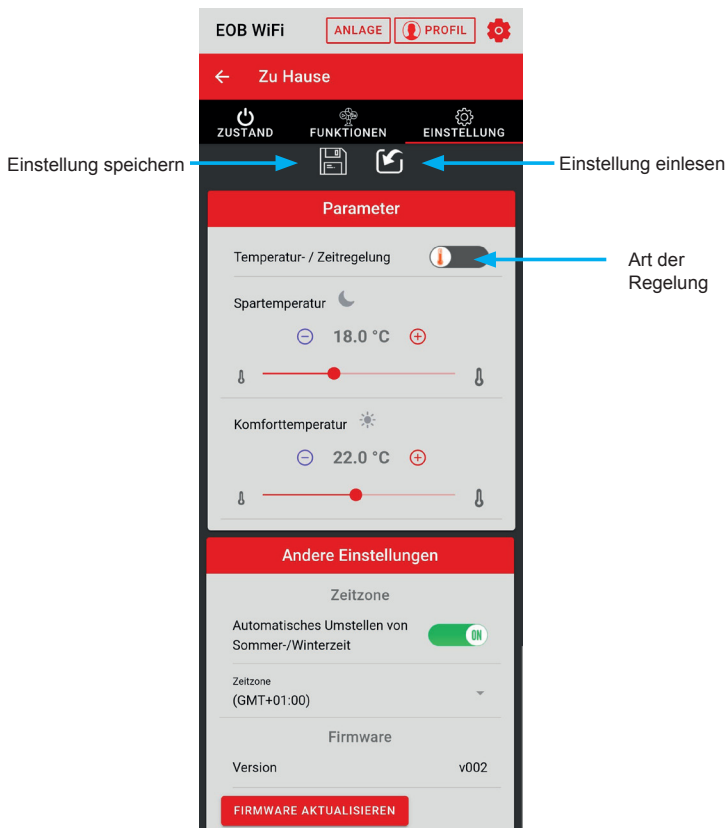 EOB WiFi
ANLAGE
PROFIL
Zu Hause
ZUSTAND
FUNKTIONEN
EINSTELLUNG
Einstellung speichern
Einstellung einlesen
Parameter
Temperatur- / Zeitregelung
Art der
Regelung
Spartemperatur
18.0 °C
Komforttemperatur
22.0 °C
Andere Einstellungen
Zeitzone
Automatisches Umstellen von
Sommer-/Winterzeit
ON
Zeitzone
(GMT+01:00)
Firmware
Version v002
FIRMWARE AKTUALISIEREN